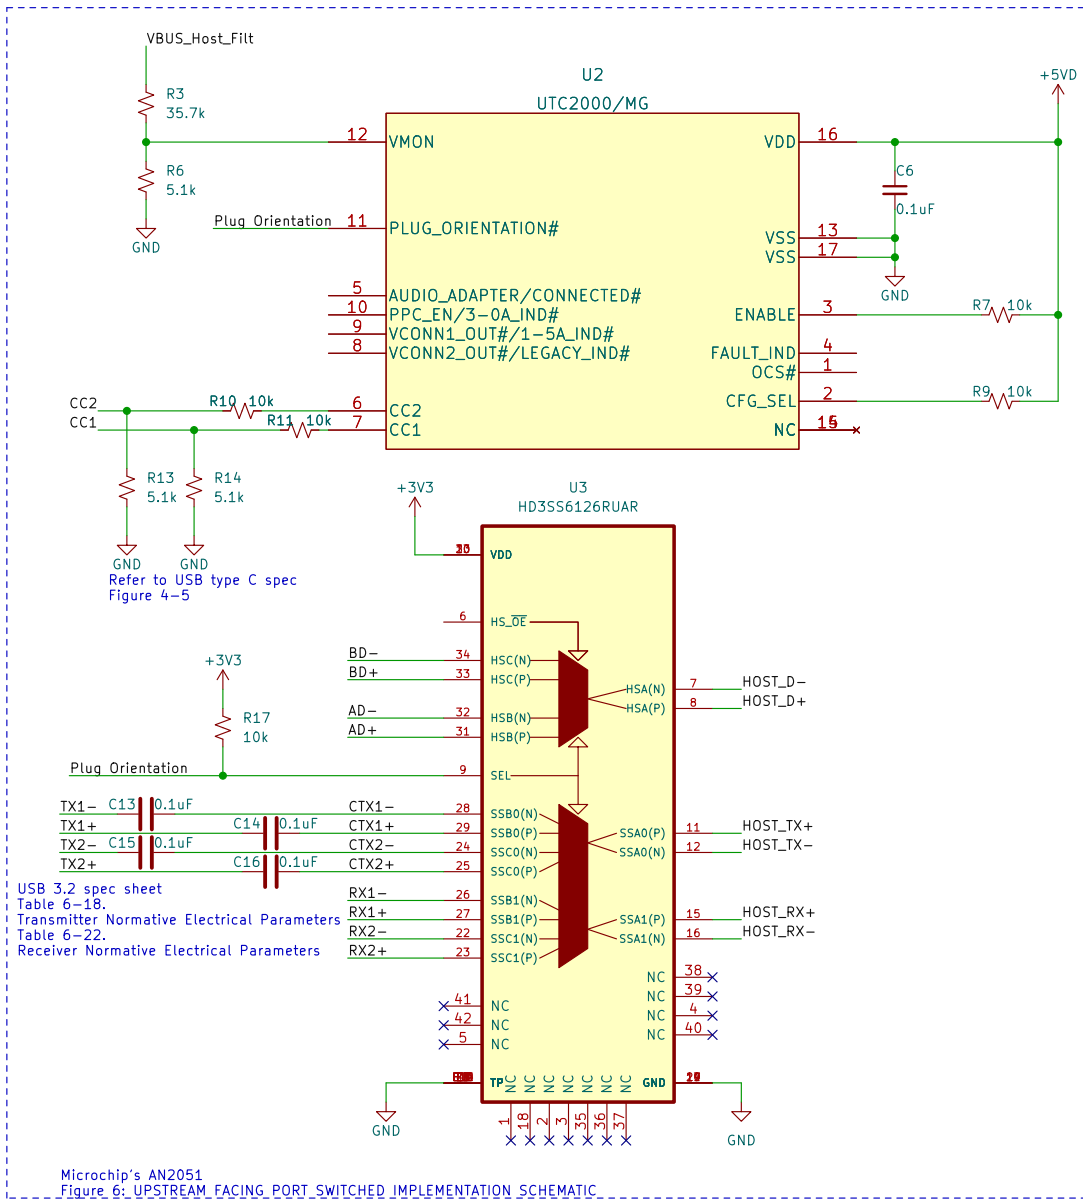 VBUS_Host_Filt
U2
UTC2000/MG
+5VD
R3
35.7k
12 VMON
VDD 16
R6
5.1k
C6
0.1uF
GND
Plug Orientation
11 PLUG_ORIENTATION#
VSS 13
VSS 17
GND
5 AUDIO_ADAPTER/CONNECTED#
10 PPC_EN/3-0A_IND#
9 VCONN1_OUT#/1-5A_IND#
8 VCONN2_OUT#/LEGACY_IND#
ENABLE 3
R7 10k
FAULT_IND 4
OCS# 1
CFG_SEL 2
R9 10k
NC
CC2
R10 10k
6 CC2
CC1
R11 10k
7 CC1
R13
5.1k
R14
5.1k
GND
GND
Refer to USB type C spec
Figure 4-5
+3V3
U3
HD3SS6126RUAR
VDD
6 HS_OE
BD- 34 HSC(N)
BD+ 33 HSC(P)
AD- 32 HSB(N)
AD+ 31 HSB(P)
HSA(N) 7 HOST_D-
HSA(P) 8 HOST_D+
+3V3
R17
10k
Plug Orientation
9 SEL
TX1- C13 0.1uF CTX1- 28 SSB0(N)
TX1+ C14 0.1uF CTX1+ 29 SSB0(P)
TX2- C15 0.1uF CTX2- 24 SSC0(N)
TX2+ C16 0.1uF CTX2+ 25 SSC0(P)
SSA0(P) 11 HOST_TX+
SSA0(N) 12 HOST_TX-
USB 3.2 spec sheet
Table 6-18.
Transmitter Normative Electrical Parameters
Table 6-22.
Receiver Normative Electrical Parameters
RX1- 26 SSB1(N)
RX1+ 27 SSB1(P)
RX2- 22 SSC1(N)
RX2+ 23 SSC1(P)
SSA1(P) 15 HOST_RX+
SSA1(N) 16 HOST_RX-
NC 38
NC 39
NC 4
NC 40
41 NC
42 NC
5 NC
TP
NC NC NC NC NC NC NC
GND
1 18 2 3 35 36 37
GND
GND
Microchip's AN2051
Figure 6: UPSTREAM FACING PORT SWITCHED IMPLEMENTATION SCHEMATIC